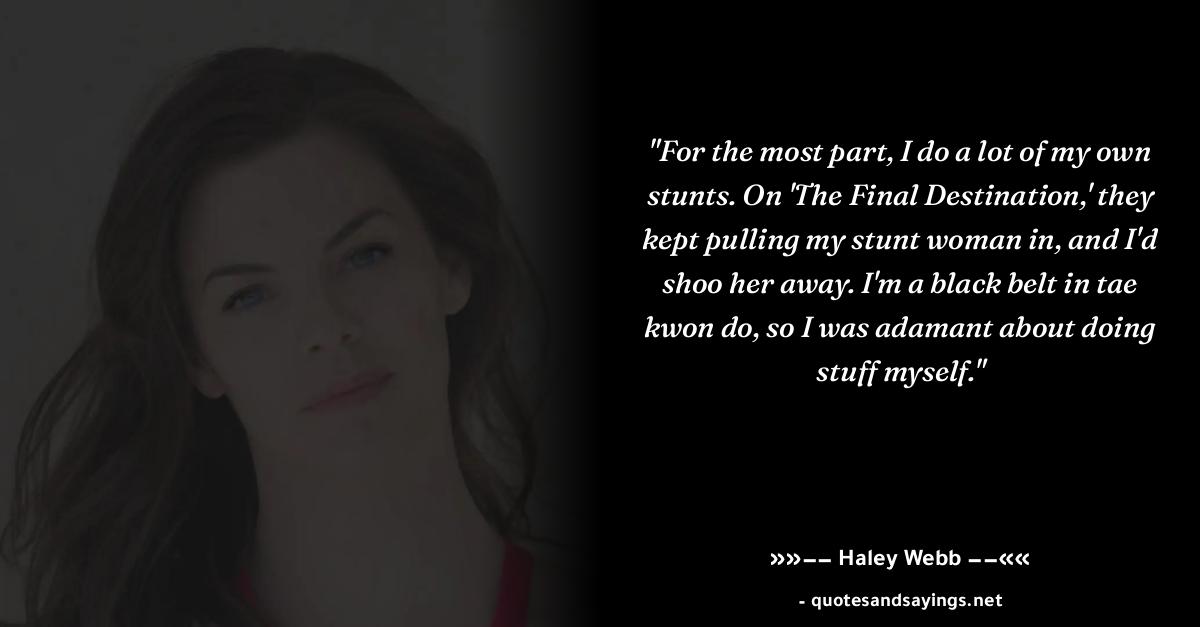 "For the most part, I do a lot of my own
stunts. On 'The Final Destination,' they
kept pulling my stunt woman in, and I'd
shoo her away. I'm a black belt in tae
kwon do, so I was adamant about doing
stuff myself."
»»–– Haley Webb ––««
- quotesandsayings.net